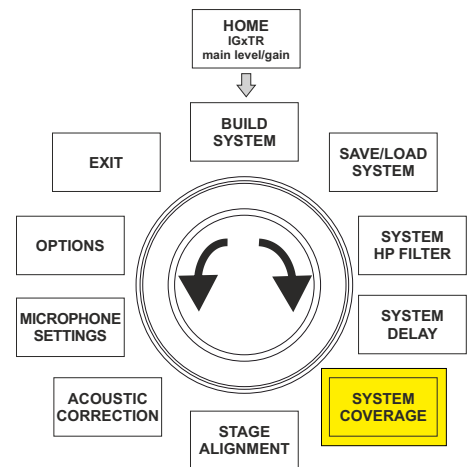 HOME
IGxTR
main level/gain
BUILD
SYSTEM
SAVE/LOAD
SYSTEM
SYSTEM
HP FILTER
SYSTEM
DELAY
SYSTEM
COVERAGE
STAGE
ALIGNMENT
ACOUSTIC
CORRECTION
MICROPHONE
SETTINGS
OPTIONS
EXIT